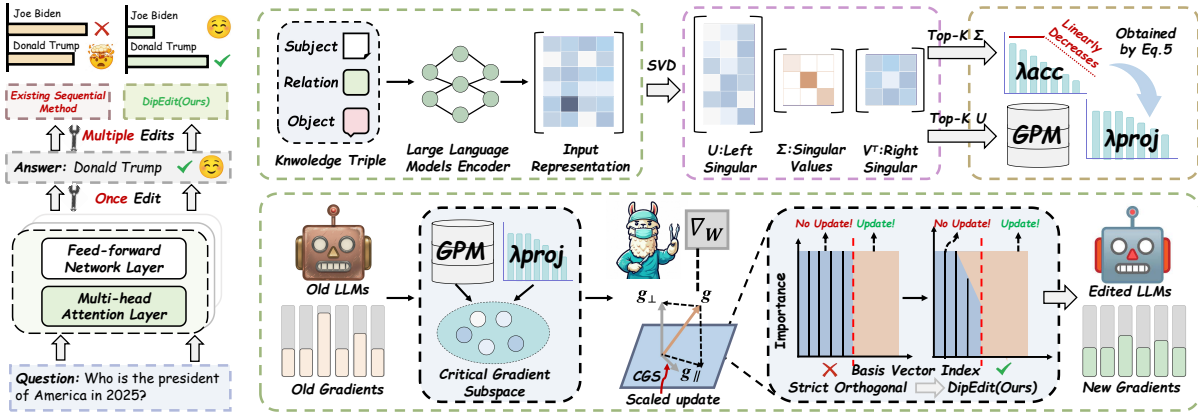 Joe Biden
Donald Trump
Joe Biden
Donald Trump
Existing Sequential
Method
DipEdit(Ours)
Multiple Edits
Answer: Donald Trump
Once Edit
Feed-forward
Network Layer
Multi-head
Attention Layer
Question: Who is the president
of America in 2025?
Subject
Relation
Object
Knowledge Triple
Large Language
Models Encoder
Input
Representation
SVD
U:Left
Singular
Σ:Singular
Values
Vᵀ:Right
Singular
Top-K Σ
Top-K U
λacc
Linearly
Decreases
Obtained
by Eq.5
GPM
λproj
Old LLMs
Old Gradients
GPM
λproj
Critical Gradient
Subspace
∇W
g⊥
g
g∥
CGS
Scaled update
Importance
No Update!
Update!
No Update!
Update!
Basis Vector Index
Strict Orthogonal
DipEdit(Ours)
Edited LLMs
New Gradients